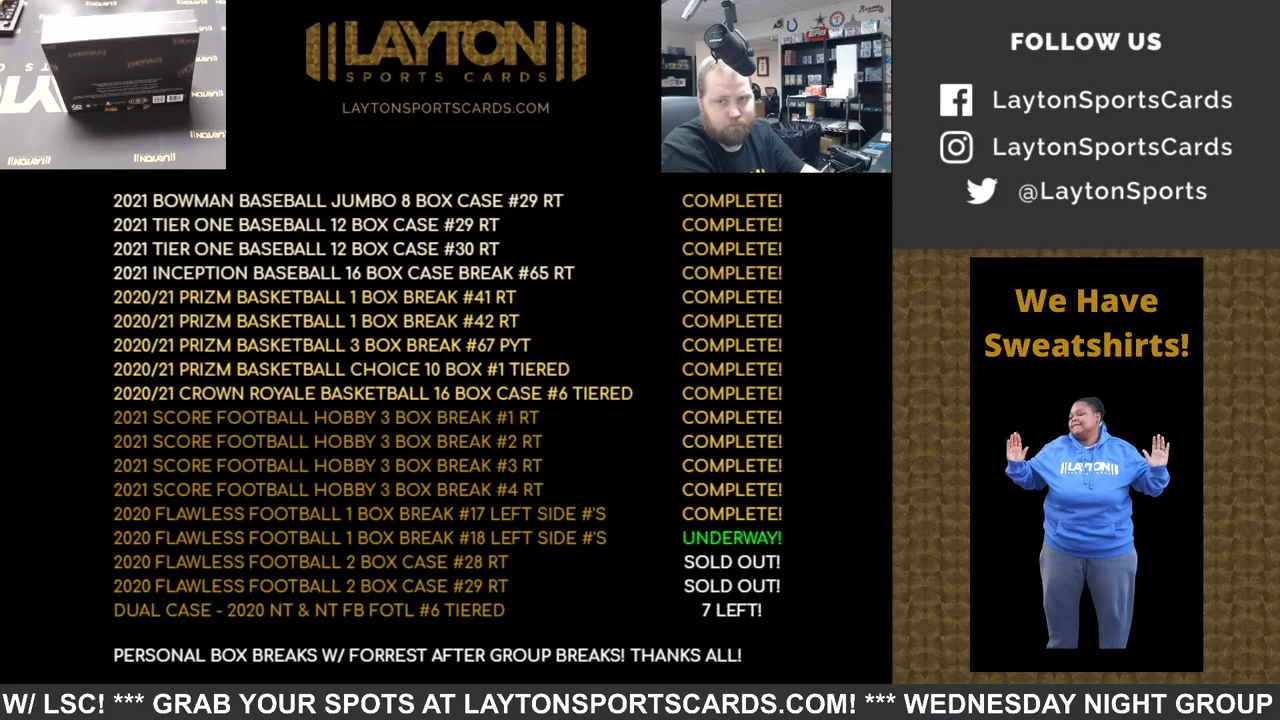 LAYTON
SPORTS CARDS
LAYTONSPORTSCARDS.COM
2021 BOWMAN BASEBALL JUMBO 8 BOX CASE #29 RT COMPLETE!
2021 TIER ONE BASEBALL 12 BOX CASE #29 RT COMPLETE!
2021 TIER ONE BASEBALL 12 BOX CASE #30 RT COMPLETE!
2021 INCEPTION BASEBALL 16 BOX CASE BREAK #65 RT COMPLETE!
2020/21 PRIZM BASKETBALL 1 BOX BREAK #41 RT COMPLETE!
2020/21 PRIZM BASKETBALL 1 BOX BREAK #42 RT COMPLETE!
2020/21 PRIZM BASKETBALL 3 BOX BREAK #67 PYT COMPLETE!
2020/21 PRIZM BASKETBALL CHOICE 10 BOX #1 TIERED COMPLETE!
2020/21 CROWN ROYALE BASKETBALL 16 BOX CASE #6 TIERED COMPLETE!
2021 SCORE FOOTBALL HOBBY 3 BOX BREAK #1 RT COMPLETE!
2021 SCORE FOOTBALL HOBBY 3 BOX BREAK #2 RT COMPLETE!
2021 SCORE FOOTBALL HOBBY 3 BOX BREAK #3 RT COMPLETE!
2021 SCORE FOOTBALL HOBBY 3 BOX BREAK #4 RT COMPLETE!
2020 FLAWLESS FOOTBALL 1 BOX BREAK #17 LEFT SIDE #'S COMPLETE!
2020 FLAWLESS FOOTBALL 1 BOX BREAK #18 LEFT SIDE #'S UNDERWAY!
2020 FLAWLESS FOOTBALL 2 BOX CASE #28 RT SOLD OUT!
2020 FLAWLESS FOOTBALL 2 BOX CASE #29 RT SOLD OUT!
DUAL CASE - 2020 NT & NT FB FOTL #6 TIERED 7 LEFT!
PERSONAL BOX BREAKS W/ FORREST AFTER GROUP BREAKS! THANKS ALL!
FOLLOW US
LaytonSportsCards
LaytonSportsCards
@LaytonSports
We Have
Sweatshirts!
LAYTON
W/ LSC! *** GRAB YOUR SPOTS AT LAYTONSPORTSCARDS.COM! *** WEDNESDAY NIGHT GROUP